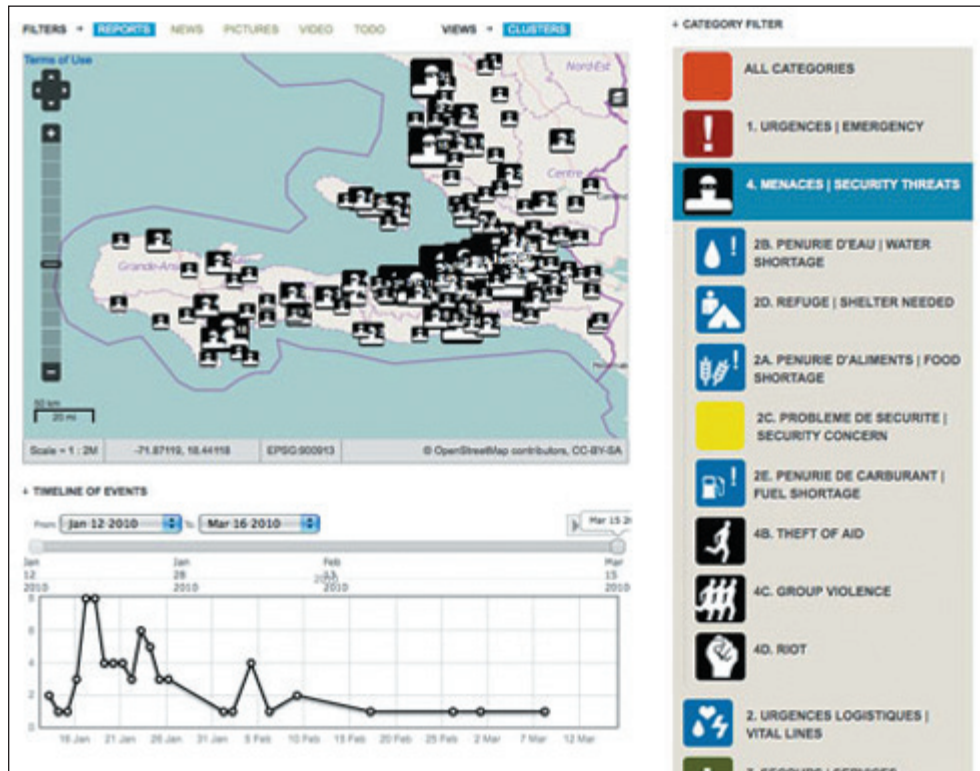 FILTERS → REPORTS NEWS PICTURES VIDEO TODO VIEWS → CLUSTERS
Terms of Use
Nord-Est
Centre
50 km
20 mi
Scale = 1 : 2M
-71.87119, 18.44118
EPSG:900913
© OpenStreetMap contributors, CC-BY-SA
+ TIMELINE OF EVENTS
From: Jan 12 2010 To: Mar 16 2010
Mar 15
Jan
12
2010
Jan
28
2010
Feb
13
2010
2010
Mar
15
2010
8
6
4
2
0
16 Jan 21 Jan 26 Jan 31 Jan 5 Feb 10 Feb 15 Feb 20 Feb 25 Feb 2 Mar 7 Mar 12 Mar
+ CATEGORY FILTER
ALL CATEGORIES
1. URGENCES | EMERGENCY
4. MENACES | SECURITY THREATS
2B. PENURIE D'EAU | WATER
SHORTAGE
2D. REFUGE | SHELTER NEEDED
2A. PENURIE D'ALIMENTS | FOOD
SHORTAGE
2C. PROBLEME DE SECURITE |
SECURITY CONCERN
2E. PENURIE DE CARBURANT |
FUEL SHORTAGE
4B. THEFT OF AID
4C. GROUP VIOLENCE
4D. RIOT
2. URGENCES LOGISTIQUES |
VITAL LINES